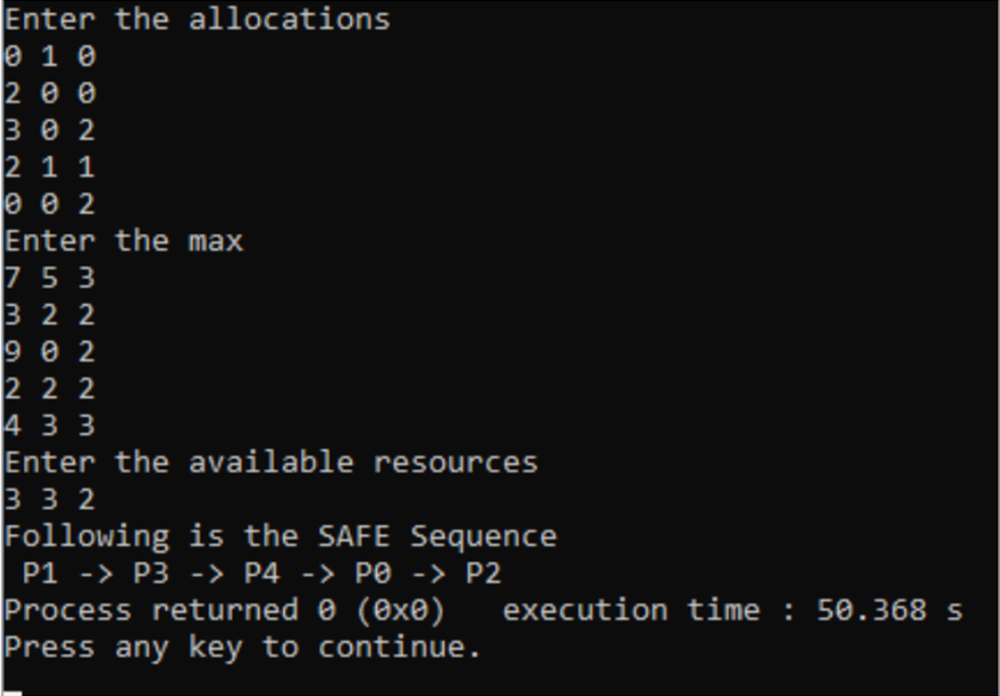 Enter the allocations
0 1 0
2 0 0
3 0 2
2 1 1
0 0 2
Enter the max
7 5 3
3 2 2
9 0 2
2 2 2
4 3 3
Enter the available resources
3 3 2
Following is the SAFE Sequence
 P1 -> P3 -> P4 -> P0 -> P2
Process returned 0 (0x0)   execution time : 50.368 s
Press any key to continue.